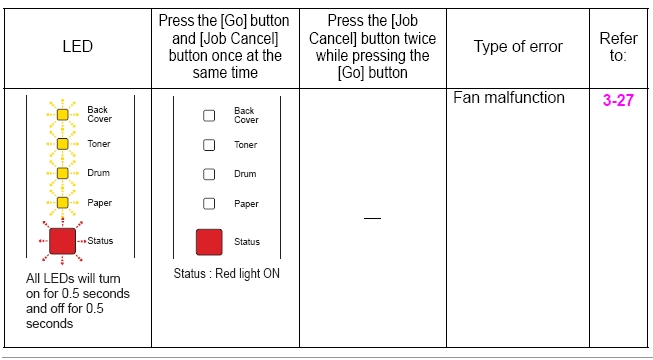 LED
Press the [Go] button
and [Job Cancel]
button once at the
same time
Press the [Job
Cancel] button twice
while pressing the
[Go] button
Type of error
Refer
to:
Back
Cover
Toner
Drum
Paper
Status
All LEDs will turn
on for 0.5 seconds
and off for 0.5
seconds
Back
Cover
Toner
Drum
Paper
Status
Status : Red light ON
—
Fan malfunction
3-27